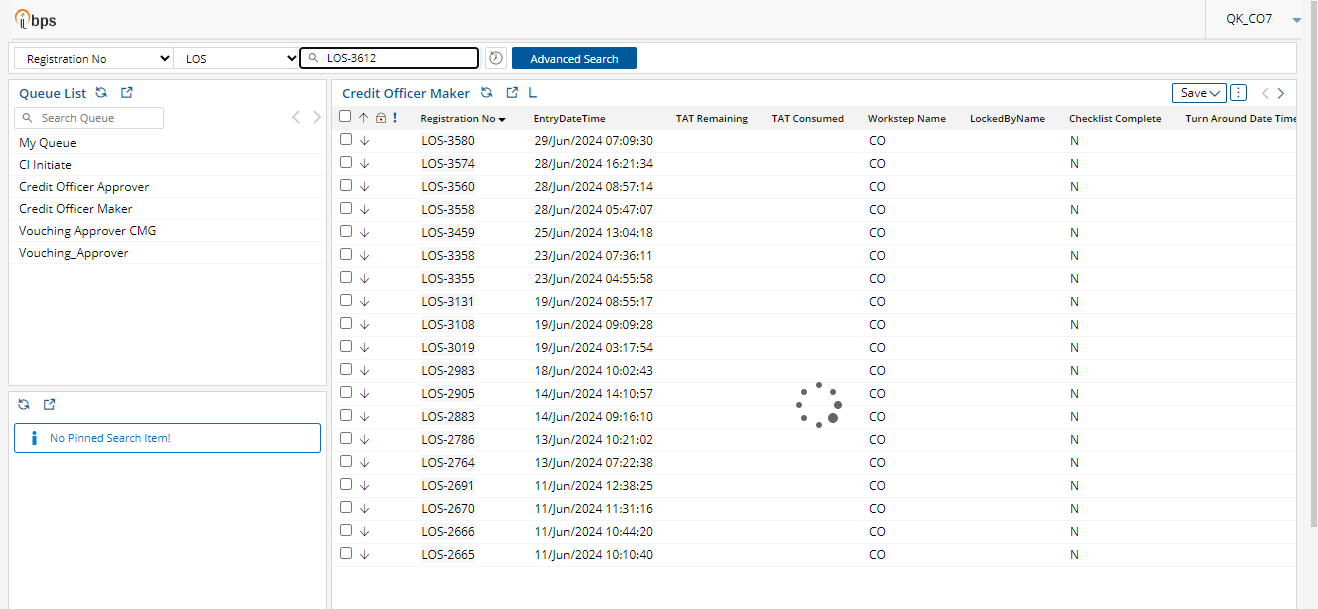 ibps
QK_CO7
Registration No LOS LOS-3612 Advanced Search
Queue List
Search Queue
My Queue
CI Initiate
Credit Officer Approver
Credit Officer Maker
Vouching Approver CMG
Vouching_Approver
No Pinned Search Item!
Credit Officer Maker L Save
Registration No EntryDateTime TAT Remaining TAT Consumed Workstep Name LockedByName Checklist Complete Turn Around Date Time
LOS-3580 29/Jun/2024 07:09:30 CO N
LOS-3574 28/Jun/2024 16:21:34 CO N
LOS-3560 28/Jun/2024 08:57:14 CO N
LOS-3558 28/Jun/2024 05:47:07 CO N
LOS-3459 25/Jun/2024 13:04:18 CO N
LOS-3358 23/Jun/2024 07:36:11 CO N
LOS-3355 23/Jun/2024 04:55:58 CO N
LOS-3131 19/Jun/2024 08:55:17 CO N
LOS-3108 19/Jun/2024 09:09:28 CO N
LOS-3019 19/Jun/2024 03:17:54 CO N
LOS-2983 18/Jun/2024 10:02:43 CO N
LOS-2905 14/Jun/2024 14:10:57 CO N
LOS-2883 14/Jun/2024 09:16:10 CO N
LOS-2786 13/Jun/2024 10:21:02 CO N
LOS-2764 13/Jun/2024 07:22:38 CO N
LOS-2691 11/Jun/2024 12:38:25 CO N
LOS-2670 11/Jun/2024 11:31:16 CO N
LOS-2666 11/Jun/2024 10:44:20 CO N
LOS-2665 11/Jun/2024 10:10:40 CO N